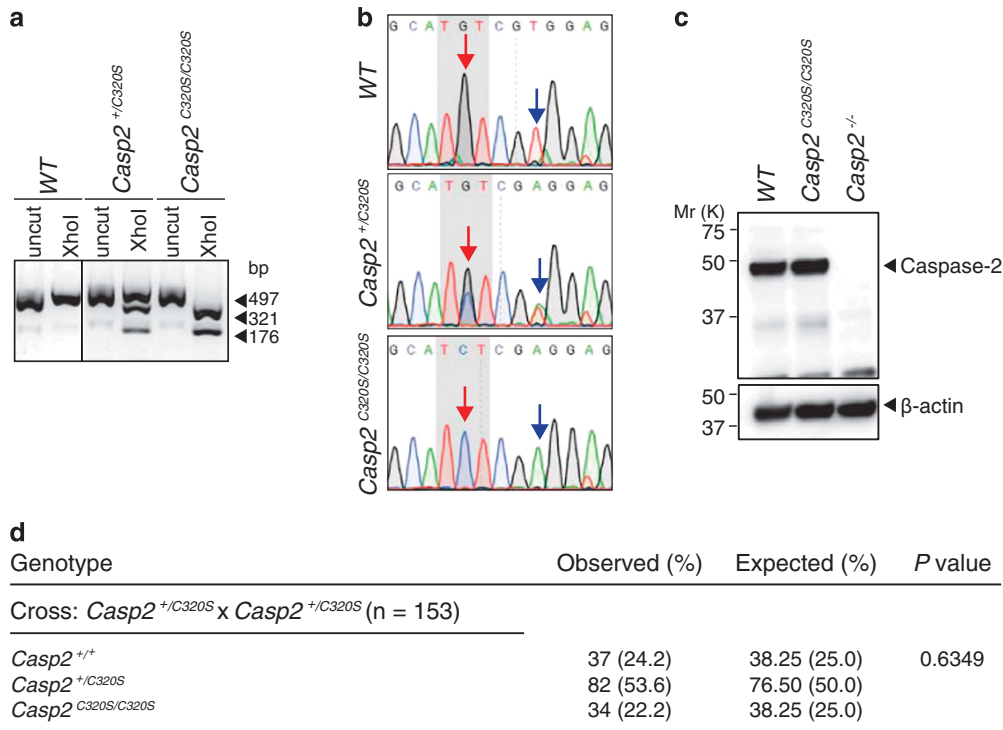 a
WT
Casp2 +/C320S
Casp2 C320S/C320S
uncut
XhoI
uncut
XhoI
uncut
XhoI
bp
497
321
176
b
WT
G C A T G T C G T G G A G
Casp2 +/C320S
G C A T G T C G A G G A G
Casp2 C320S/C320S
G C A T C T C G A G G A G
c
WT
Casp2 C320S/C320S
Casp2 -/-
Mr (K)
75
50
37
Caspase-2
50
37
β-actin
d
Genotype Observed (%) Expected (%) P value
Cross: Casp2 +/C320S x Casp2 +/C320S (n = 153)
Casp2 +/+ 37 (24.2) 38.25 (25.0) 0.6349
Casp2 +/C320S 82 (53.6) 76.50 (50.0)
Casp2 C320S/C320S 34 (22.2) 38.25 (25.0)